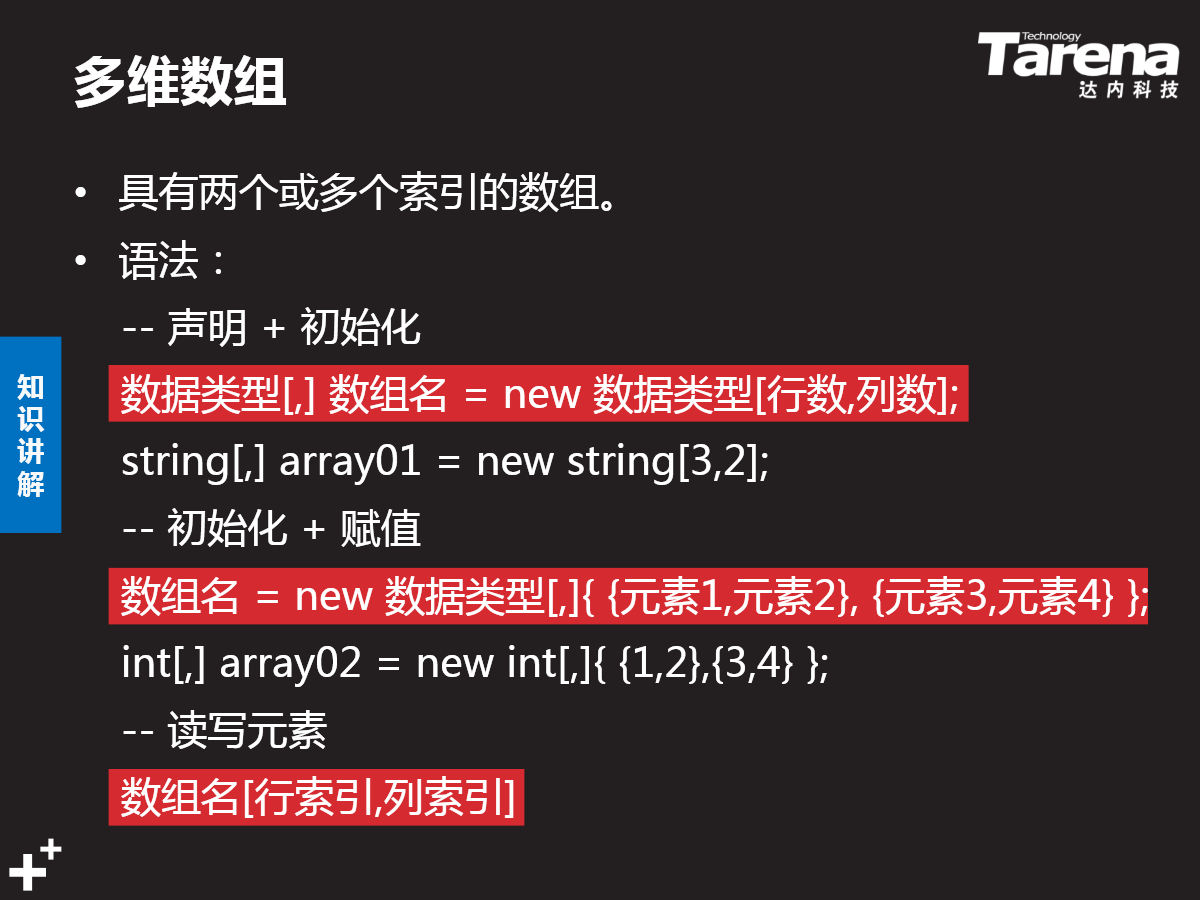 多维数组
Technology
Tarena
达内科技
• 具有两个或多个索引的数组。
• 语法：
-- 声明 + 初始化
数据类型[,] 数组名 = new 数据类型[行数,列数];
string[,] array01 = new string[3,2];
-- 初始化 + 赋值
数组名 = new 数据类型[,]{ {元素1,元素2}, {元素3,元素4} };
int[,] array02 = new int[,]{ {1,2},{3,4} };
-- 读写元素
数组名[行索引,列索引]
知识讲解